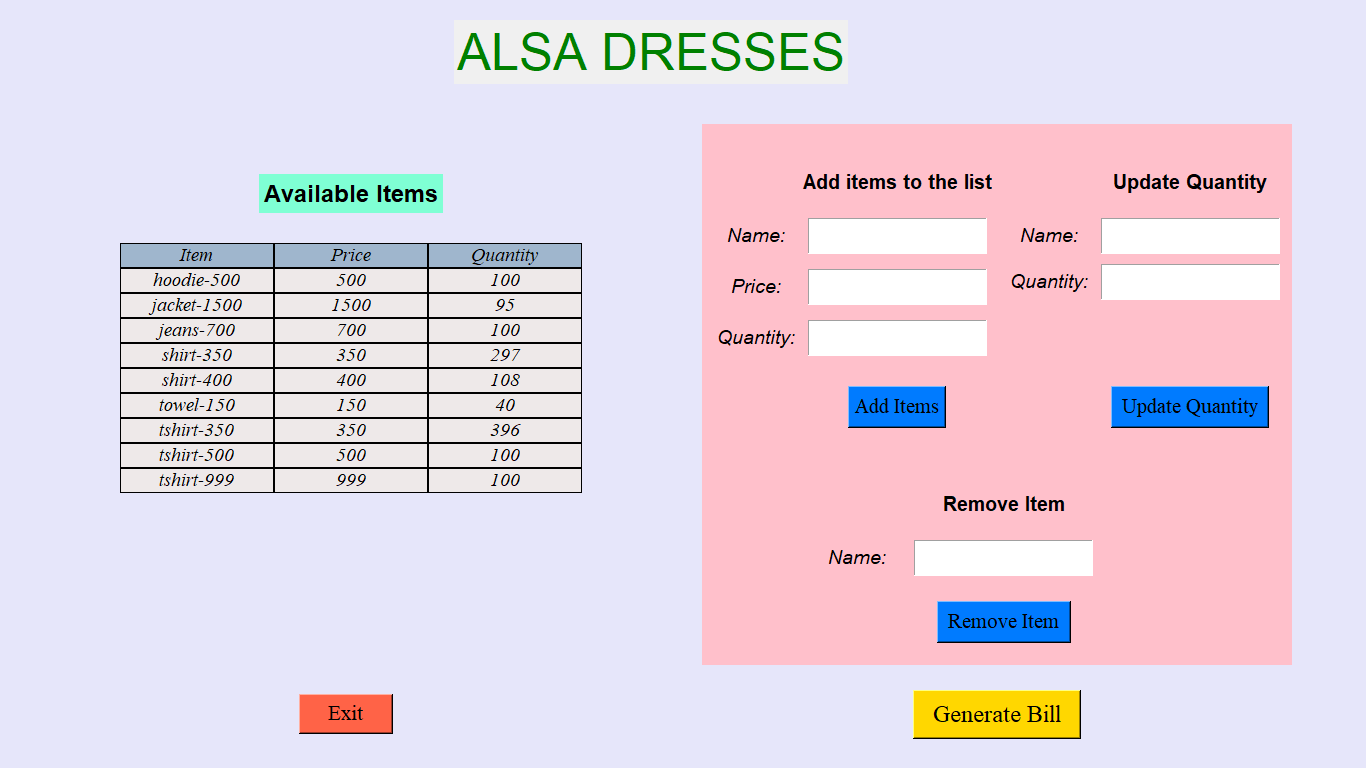 ALSA DRESSES
Available Items
Item Price Quantity
hoodie-500 500 100
jacket-1500 1500 95
jeans-700 700 100
shirt-350 350 297
shirt-400 400 108
towel-150 150 40
tshirt-350 350 396
tshirt-500 500 100
tshirt-999 999 100
Exit
Add items to the list
Name:
Price:
Quantity:
Add Items
Update Quantity
Name:
Quantity:
Update Quantity
Remove Item
Name:
Remove Item
Generate Bill